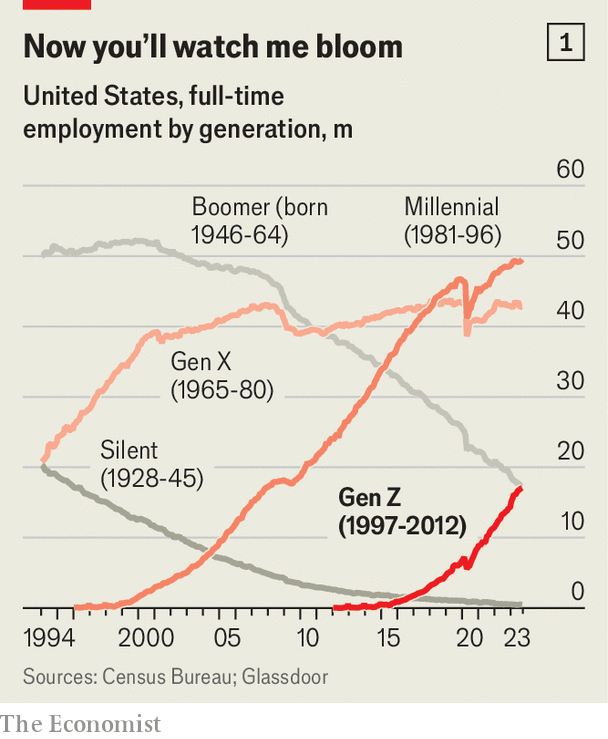 Now you'll watch me bloom
1
United States, full-time
employment by generation, m
60
50
40
30
20
10
0
Boomer (born
1946-64)
Millennial
(1981-96)
Gen X
(1965-80)
Silent
(1928-45)
Gen Z
(1997-2012)
1994 2000 05 10 15 20 23
Sources: Census Bureau; Glassdoor
The Economist